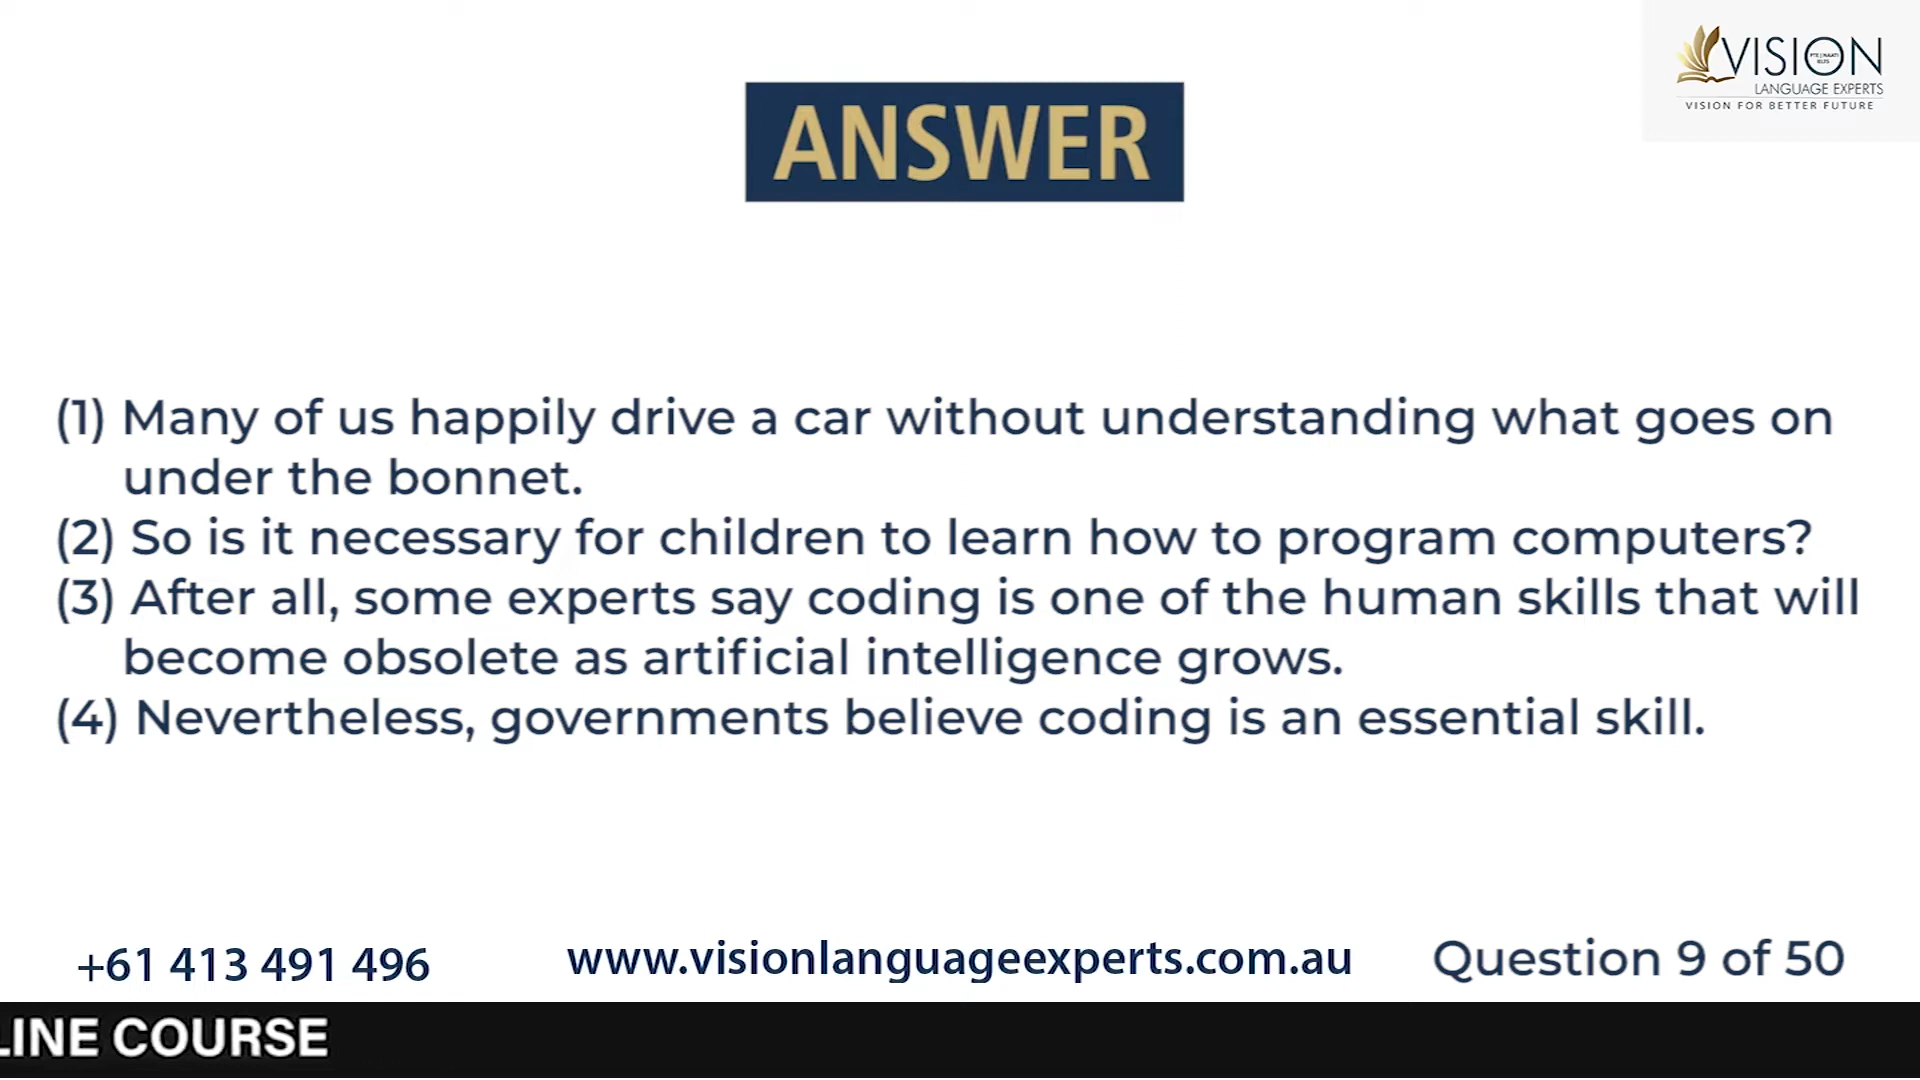 VISION
LANGUAGE EXPERTS
VISION FOR BETTER FUTURE
ANSWER
(1) Many of us happily drive a car without understanding what goes on
under the bonnet.
(2) So is it necessary for children to learn how to program computers?
(3) After all, some experts say coding is one of the human skills that will
become obsolete as artificial intelligence grows.
(4) Nevertheless, governments believe coding is an essential skill.
+61 413 491 496
www.visionlanguageexperts.com.au
Question 9 of 50
LINE COURSE